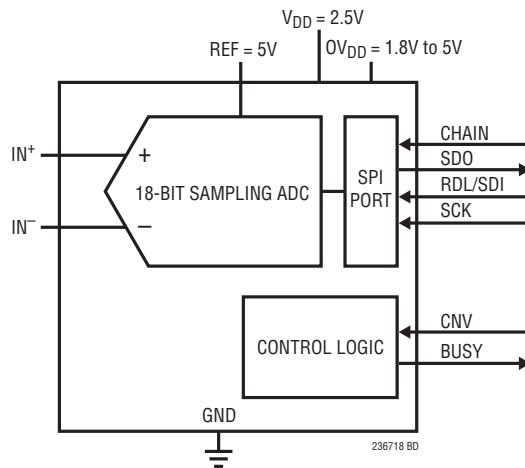 V_DD = 2.5V
OV_DD = 1.8V to 5V
REF = 5V
IN⁺
+
IN⁻
−
18-BIT SAMPLING ADC
SPI
PORT
CHAIN
SDO
RDL/SDI
SCK
CONTROL LOGIC
CNV
BUSY
GND
236718 BD